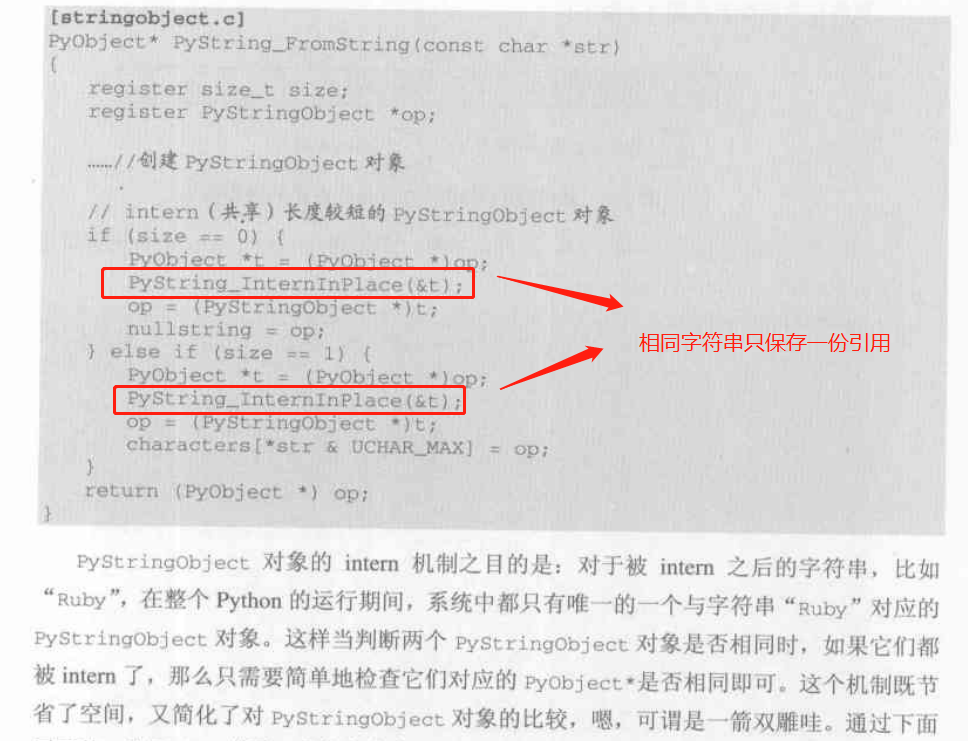 [stringobject.c]
PyObject* PyString_FromString(const char *str)
{
register size_t size;
register PyStringObject *op;
……//创建 PyStringObject 对象
// intern（共享）长度较短的 PyStringObject 对象
if (size == 0) {
PyObject *t = (PyObject *)op;
PyString_InternInPlace(&t);
op = (PyStringObject *)t;
nullstring = op;
} else if (size == 1) {
PyObject *t = (PyObject *)op;
PyString_InternInPlace(&t);
op = (PyStringObject *)t;
characters[*str & UCHAR_MAX] = op;
}
return (PyObject *) op;
}
相同字符串只保存一份引用
PyStringObject 对象的 intern 机制之目的是：对于被 intern 之后的字符串，比如
“Ruby”，在整个 Python 的运行期间，系统中都只有唯一的一个与字符串“Ruby”对应的
PyStringObject 对象。这样当判断两个 PyStringObject 对象是否相同时，如果它们都
被 intern 了，那么只需要简单地检查它们对应的 PyObject*是否相同即可。这个机制既节
省了空间，又简化了对 PyStringObject 对象的比较，嗯，可谓是一箭双雕哇。通过下面